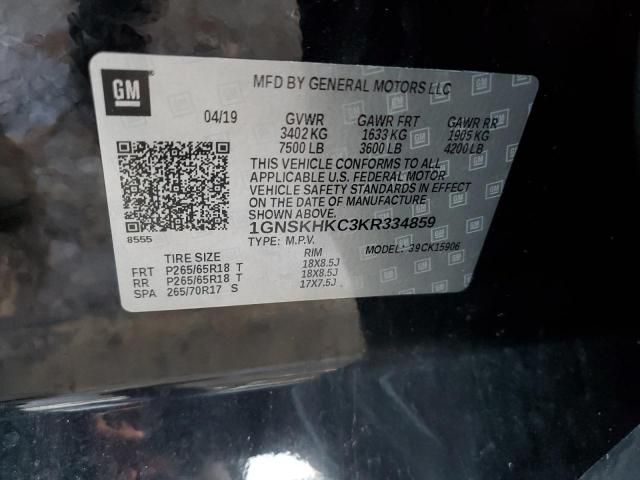 GM
MFD BY GENERAL MOTORS LLC
04/19 GVWR GAWR FRT GAWR RR
3402 KG 1633 KG 1905 KG
7500 LB 3600 LB 4200 LB
THIS VEHICLE CONFORMS TO ALL
APPLICABLE U.S. FEDERAL MOTOR
VEHICLE SAFETY STANDARDS IN EFFECT
ON THE DATE OF MANUFACTURE
SHOWN ABOVE.
1GNSKHKC3KR334859
8555
TYPE: M.P.V. MODEL: 39CK15906
TIRE SIZE RIM
FRT P265/65R18 T 18X8.5J
RR P265/65R18 T 18X8.5J
SPA 265/70R17 S 17X7.5J